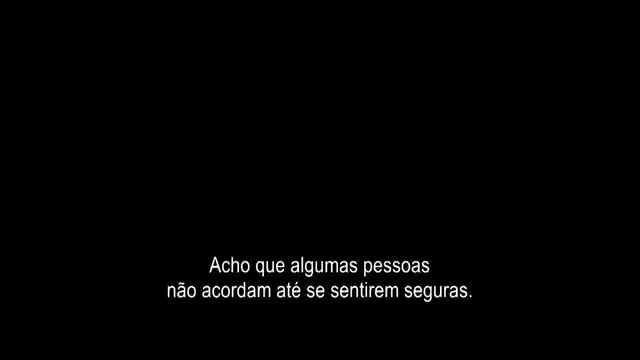 Acho que algumas pessoas
não acordam até se sentirem seguras.